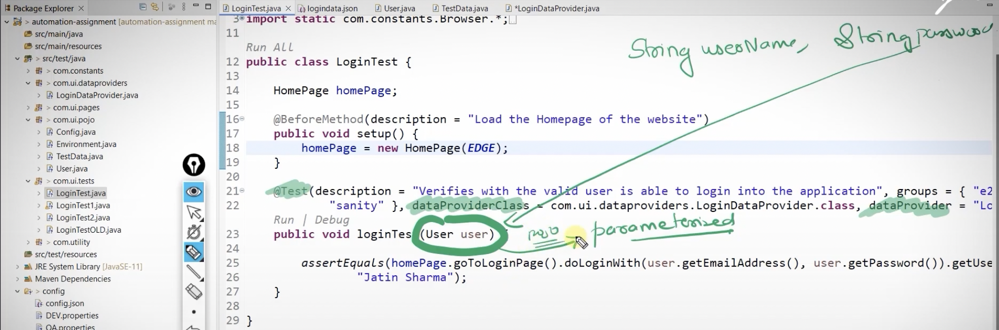 Package Explorer
LoginTest.java
logindata.json
User.java
TestData.java
*LoginDataProvider.java
automation-assignment [automation-assignment ma
src/main/java
src/main/resources
src/test/java
com.constants
com.ui.dataproviders
LoginDataProvider.java
com.ui.pages
com.ui.pojo
Config.java
Environment.java
TestData.java
User.java
com.ui.tests
LoginTest.java
LoginTest1.java
LoginTest2.java
LoginTestOLD.java
com.utility
src/test/resources
JRE System Library [JavaSE-11]
Maven Dependencies
config
config.json
DEV.properties
QA.properties
3 import static com.constants.Browser.*;
11
Run All
12 public class LoginTest {
13
14 HomePage homePage;
15
16 @BeforeMethod(description = "Load the Homepage of the website")
17 public void setup() {
18 homePage = new HomePage(EDGE);
19 }
20
21 @Test(description = "Verifies with the valid user is able to login into the application", groups = { "e2
22 "sanity" }, dataProviderClass = com.ui.dataproviders.LoginDataProvider.class, dataProvider = "Lo
Run | Debug
23 public void loginTes (User user) {
24
25 assertEquals(homePage.goToLoginPage().doLoginWith(user.getEmailAddress(), user.getPassword()).getUse
26 "Jatin Sharma");
27 }
28
29 }
String userName, String password
pojo
parameterized